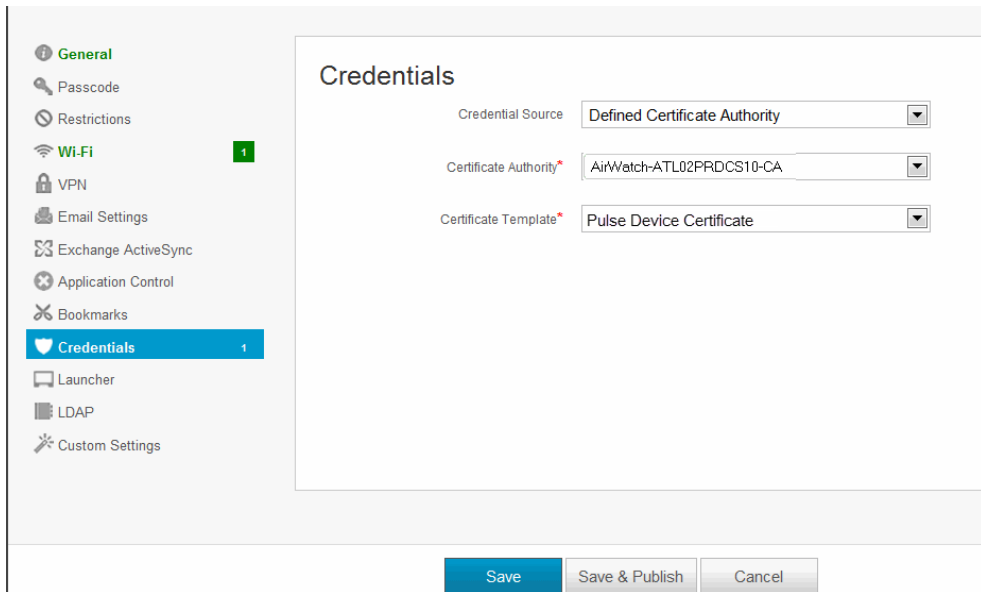 General
Passcode
Restrictions
Wi-Fi 1
VPN
Email Settings
Exchange ActiveSync
Application Control
Bookmarks
Credentials 1
Launcher
LDAP
Custom Settings
Credentials
Credential Source Defined Certificate Authority
Certificate Authority* AirWatch-ATL02PRDCS10-CA
Certificate Template* Pulse Device Certificate
Save Save & Publish Cancel